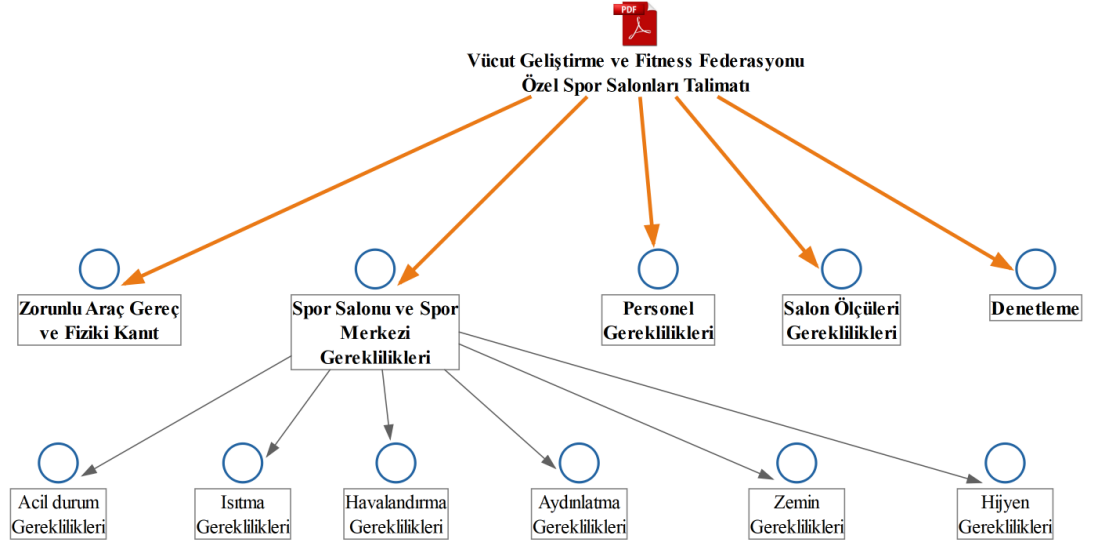 PDF
Vücut Geliştirme ve Fitness Federasyonu
Özel Spor Salonları Talimatı
Zorunlu Araç Gereç
ve Fiziki Kanıt
Spor Salonu ve Spor
Merkezi
Gereklilikleri
Personel
Gereklilikleri
Salon Ölçüleri
Gereklilikleri
Denetleme
Acil durum
Gereklilikleri
Isıtma
Gereklilikleri
Havalandırma
Gereklilikleri
Aydınlatma
Gereklilikleri
Zemin
Gereklilikleri
Hijyen
Gereklilikleri